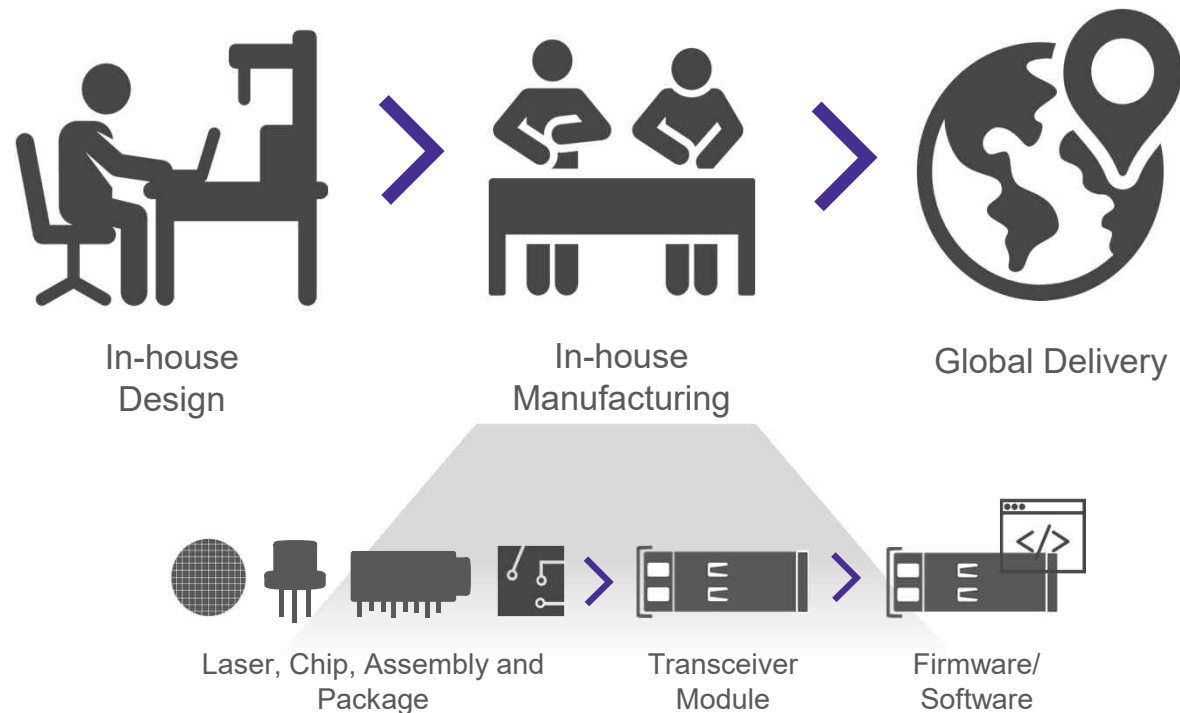 In-house
Design
In-house
Manufacturing
Global Delivery
</>
Laser, Chip, Assembly and
Package
Transceiver
Module
Firmware/
Software